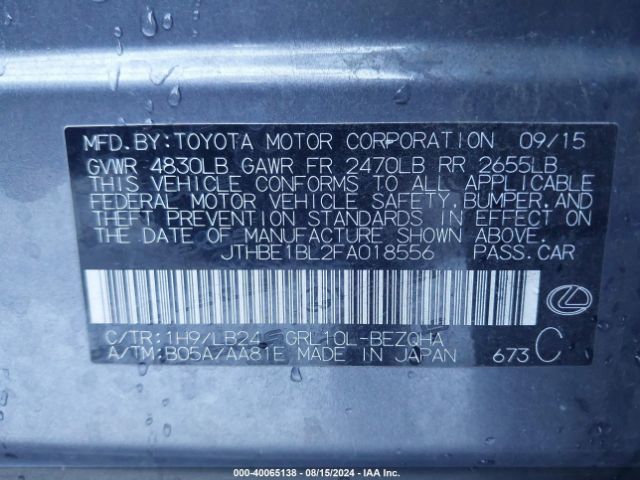 MFD.BY:TOYOTA MOTOR CORPORATION 09/15
GVWR 4830LB GAWR FR 2470LB RR 2655LB
THIS VEHICLE CONFORMS TO ALL APPLICABLE
FEDERAL MOTOR VEHICLE SAFETY,BUMPER,AND
THEFT PREVENTION STANDARDS IN EFFECT ON
THE DATE OF MANUFACTURE SHOWN ABOVE.
JTHBE1BL2FA018556 PASS.CAR
C/TR:1H9/LB24 GRL10L-BEZQHA
A/TM:B05A/AA81E MADE IN JAPAN 673 C
000-40065138 - 08/15/2024 - IAA Inc.